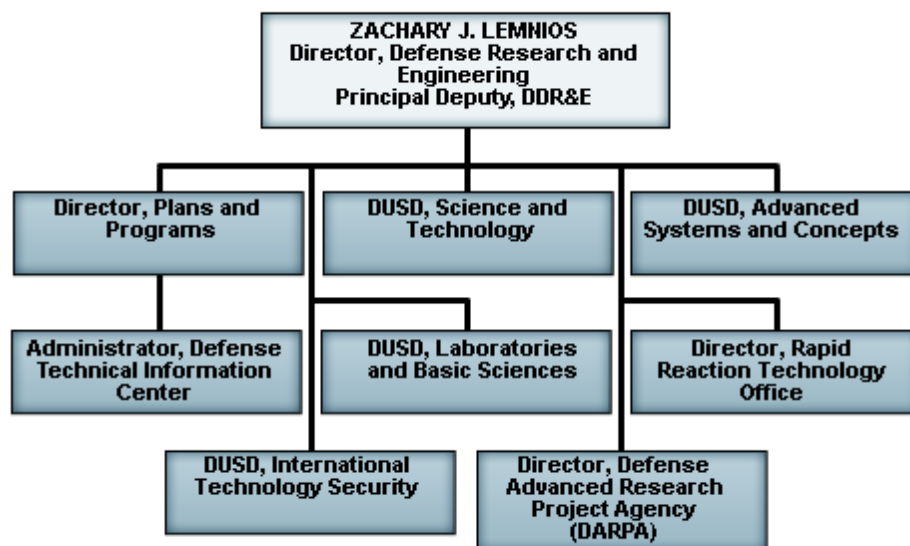 ZACHARY J. LEMNIOS
Director, Defense Research and
Engineering
Principal Deputy, DDR&E
Director, Plans and
Programs
DUSD, Science and
Technology
DUSD, Advanced
Systems and Concepts
Administrator, Defense
Technical Information
Center
DUSD, Laboratories
and Basic Sciences
Director, Rapid
Reaction Technology
Office
DUSD, International
Technology Security
Director, Defense
Advanced Research
Project Agency
(DARPA)